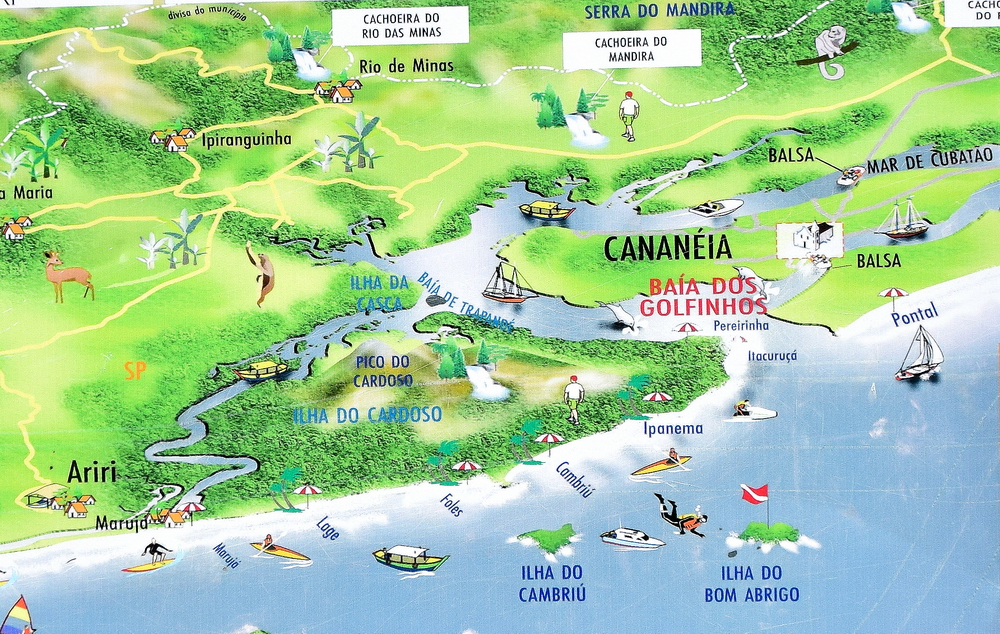 divisa do município
CACHOEIRA DO
RIO DAS MINAS
SERRA DO MANDIRA
CACHOEIRA DO
MANDIRA
Rio de Minas
Ipiranguinha
a Maria
BALSA
MAR DE CUBATÃO
CANANÉIA
BALSA
ILHA DA
CASCA
BAÍA DE TRAPANDÉ
BAÍA DOS
GOLFINHOS
Pereirinha
Pontal
Itacuruçá
SP
PICO DO
CARDOSO
ILHA DO CARDOSO
Ipanema
Ariri
Marujá
Cambriú
Foles
Lage
Marujá
ILHA DO
CAMBRIÚ
ILHA DO
BOM ABRIGO